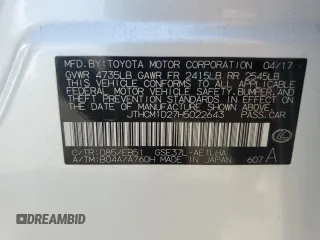 MFD. BY: TOYOTA MOTOR CORPORATION 04/17
GVWR 4735LB GAWR FR 2415LB RR 2545LB
THIS VEHICLE CONFORMS TO ALL APPLICABLE
FEDERAL MOTOR VEHICLE SAFETY, BUMPER,
AND THEFT PREVENTION STANDARDS IN EFFECT
ON THE DATE OF MANUFACTURE SHOWN ABOVE.
JTHCM1D27H5022643 PASS.CAR
C/TR: 085/EB51 GSE37L-AETLHA
A/TM: B04A/A760H MADE IN JAPAN 607 A